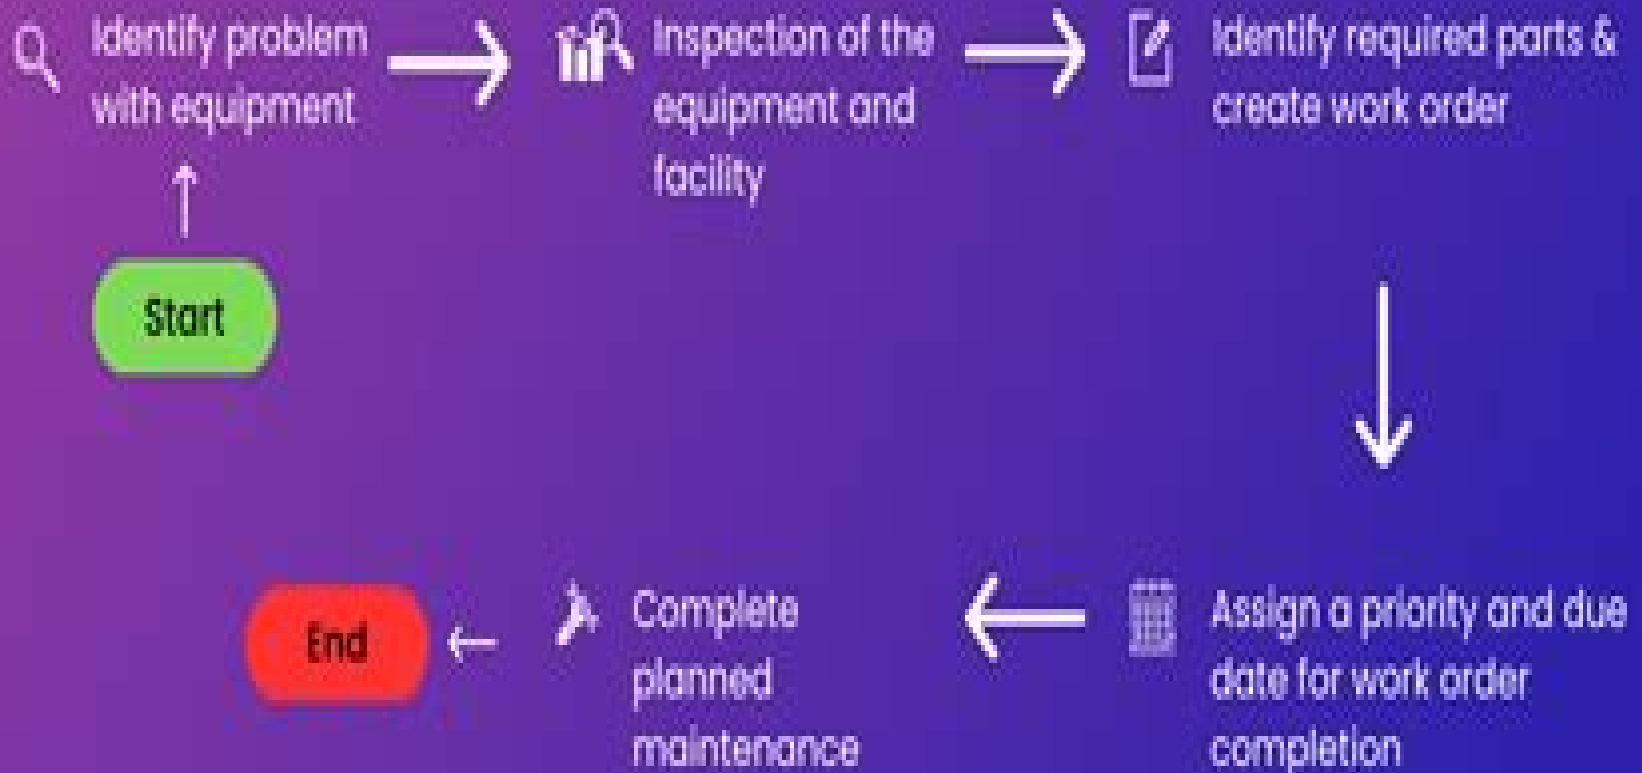 Identify problem
with equipment
Inspection of the
equipment and
facility
Identify required parts &
create work order
Start
Assign a priority and due
date for work order
completion
Complete
planned
maintenance
End